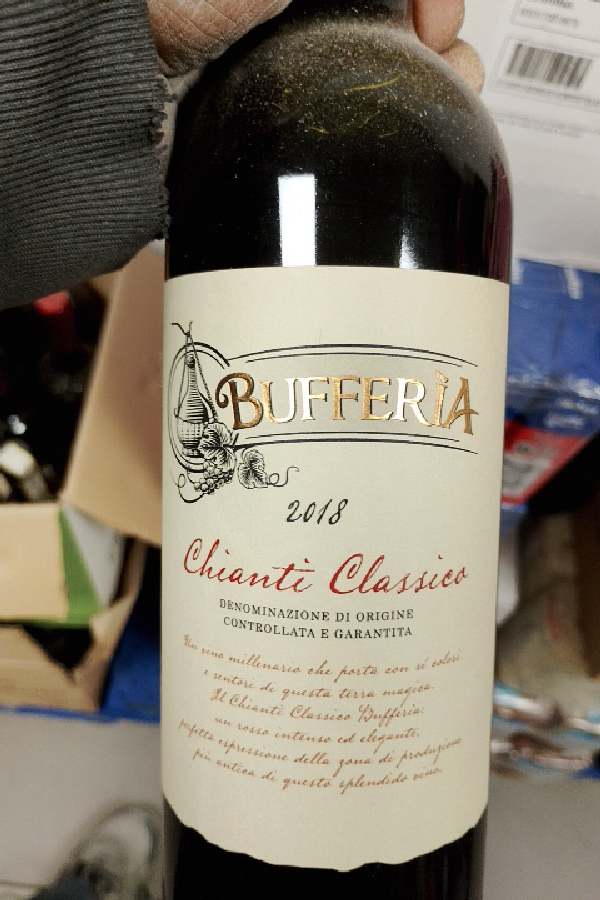 BUFFERÌA
2018
Chianti Classico
DENOMINAZIONE DI ORIGINE
CONTROLLATA E GARANTITA
Un vino millenario che porta con sé colori
e sentori di questa terra magica.
Il Chianti Classico Bufferia:
un rosso intenso ed elegante,
perfetta espressione della zona di produzione
più antica di questo splendido vino.